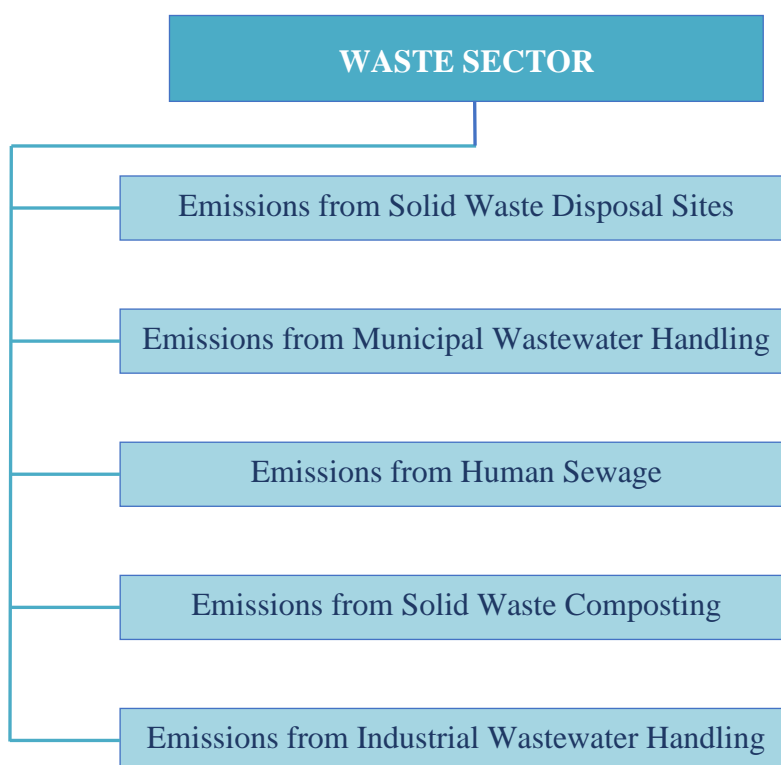 WASTE SECTOR
Emissions from Solid Waste Disposal Sites
Emissions from Municipal Wastewater Handling
Emissions from Human Sewage
Emissions from Solid Waste Composting
Emissions from Industrial Wastewater Handling